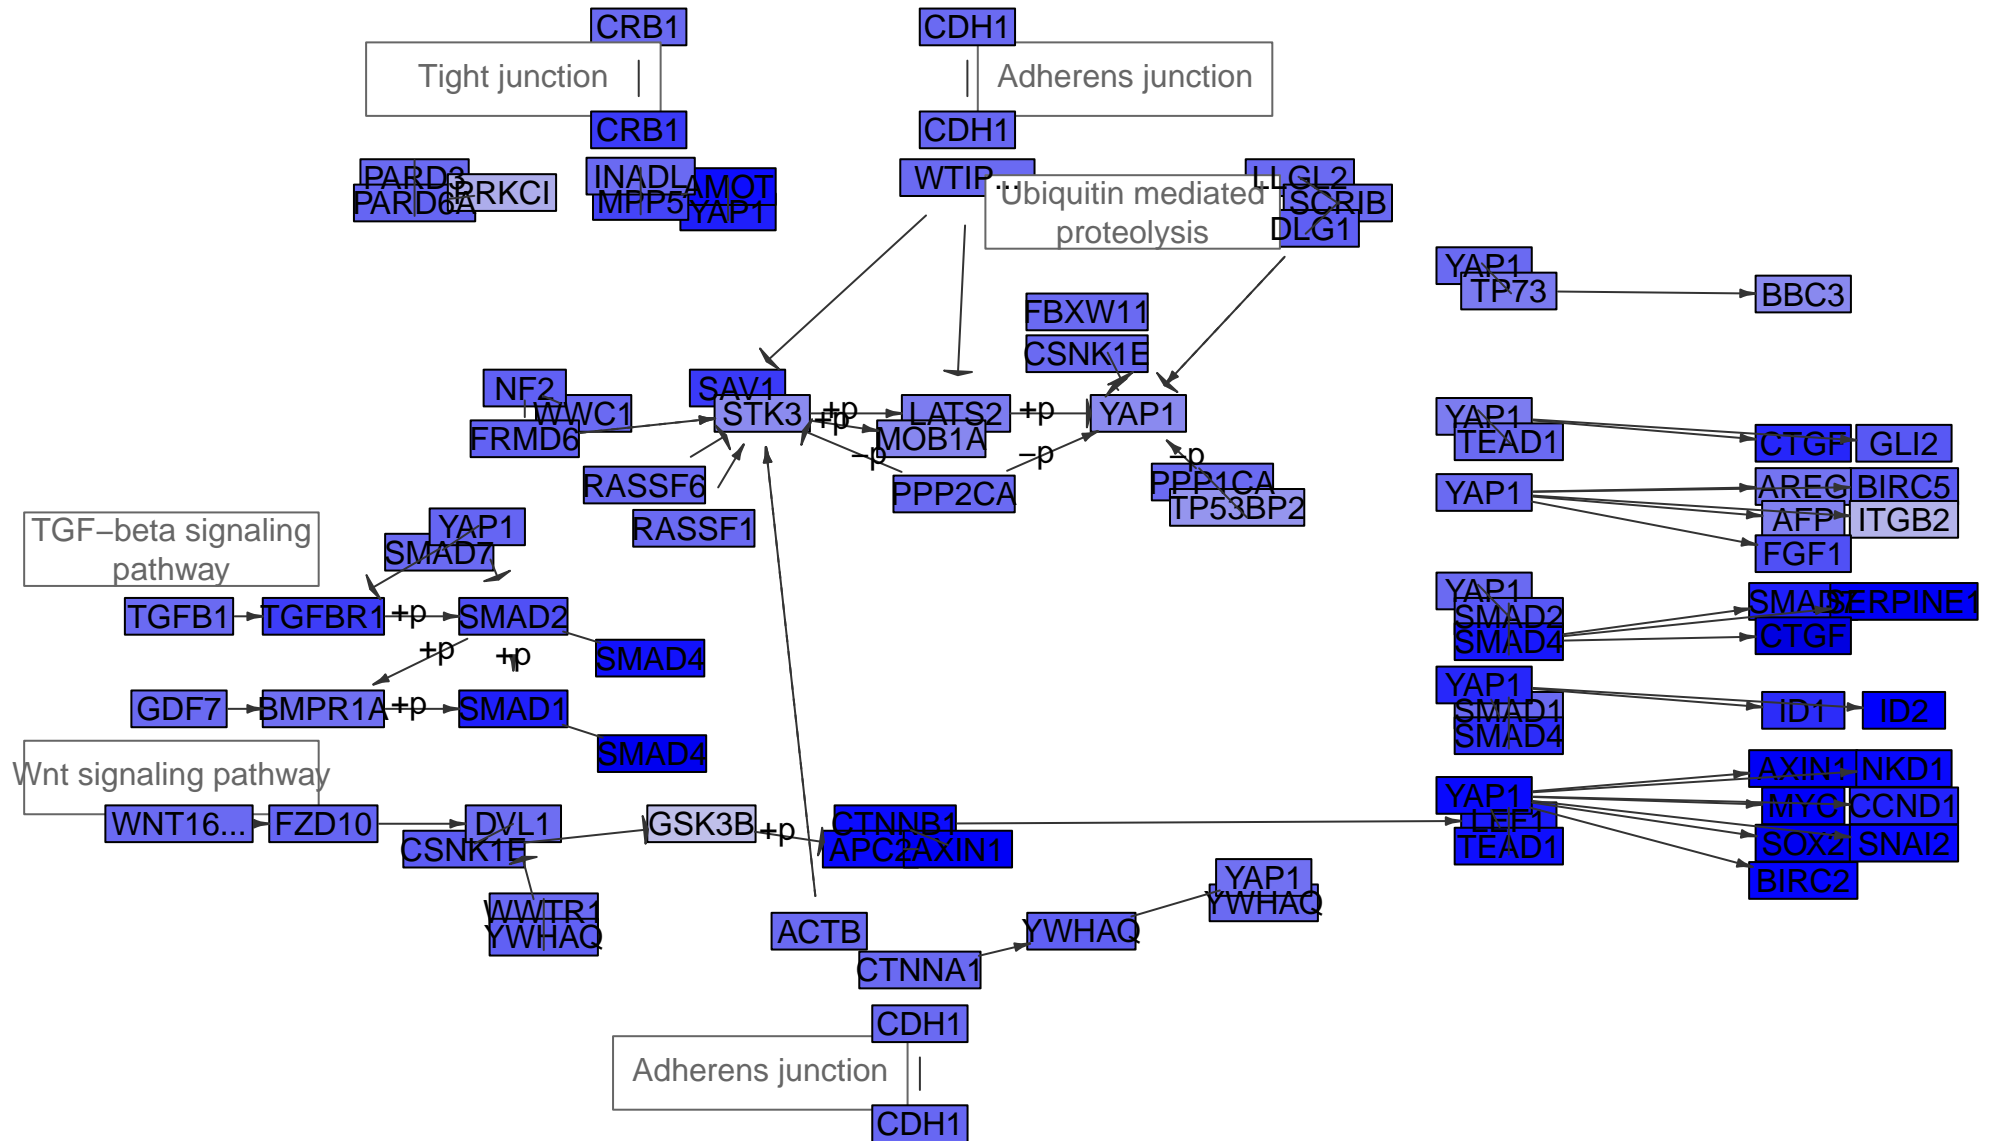 CRB1
CDH1
Tight junction
Adherens junction
CRB1
CDH1
PARD3
PARD6A
PRKCI
INADL
MPP5
AMOT
YAP1
WTIP...
Ubiquitin mediated
proteolysis
LLGL2
SCRIB
DLG1
YAP1
TP73
BBC3
FBXW11
CSNK1E
NF2
WWC1
FRMD6
SAV1
STK3
+p
+p
LATS2
MOB1A
+p
YAP1
YAP1
TEAD1
CTGF
GLI2
RASSF6
RASSF1
−p
PPP2CA
−p
−p
PPP1CA
TP53BP2
YAP1
AREG
BIRC5
AFP
ITGB2
FGF1
TGF−beta signaling
pathway
YAP1
SMAD7
TGFB1
TGFBR1
+p
SMAD2
+p
+p
SMAD4
YAP1
SMAD2
SMAD4
SMAD7
SERPINE1
CTGF
GDF7
BMPR1A
+p
SMAD1
SMAD4
YAP1
SMAD1
SMAD4
ID1
ID2
Wnt signaling pathway
WNT16...
FZD10
DVL1
CSNK1E
GSK3B
+p
CTNNB1
APC2
AXIN1
YAP1
LEF1
TEAD1
AXIN1
NKD1
MYC
CCND1
SOX2
SNAI2
BIRC2
WWTR1
YWHAQ
ACTB
CTNNA1
YWHAQ
YAP1
YWHAQ
CDH1
Adherens junction
CDH1